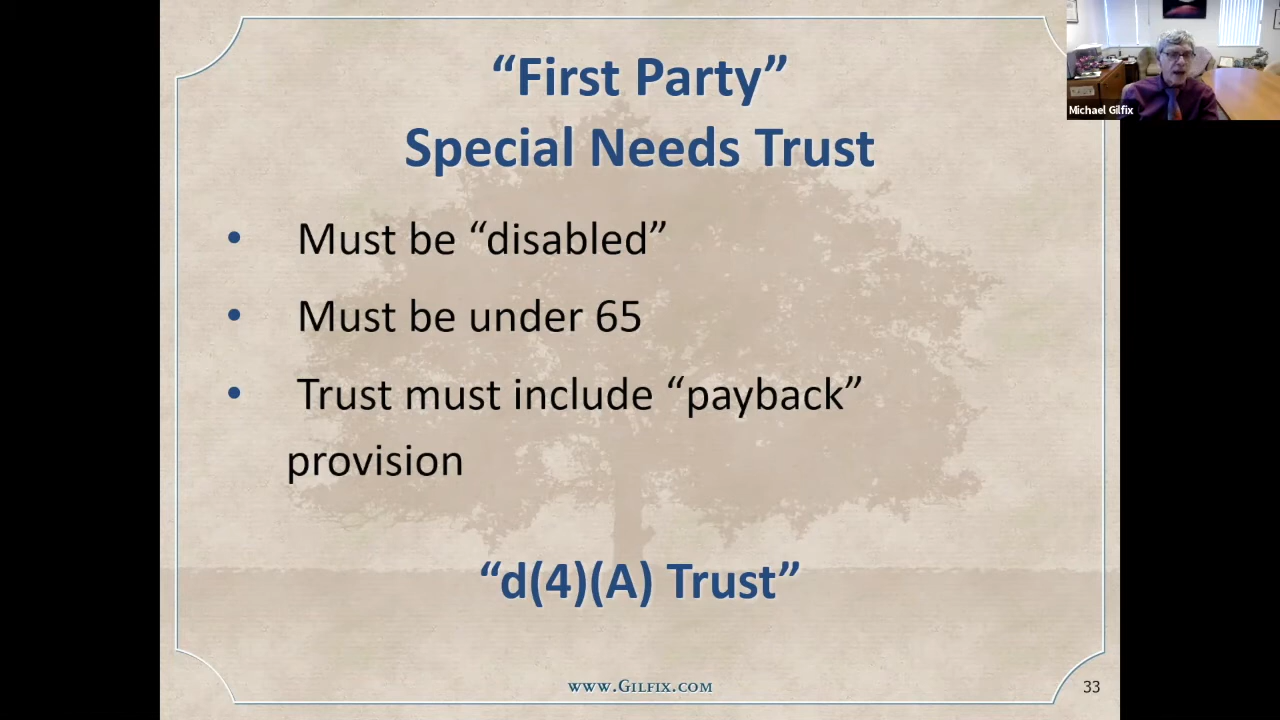 “First Party”
Special Needs Trust
• Must be “disabled”
• Must be under 65
• Trust must include “payback”
provision
“d(4)(A) Trust”
www.Gilfix.com
33
Michael Gilfix